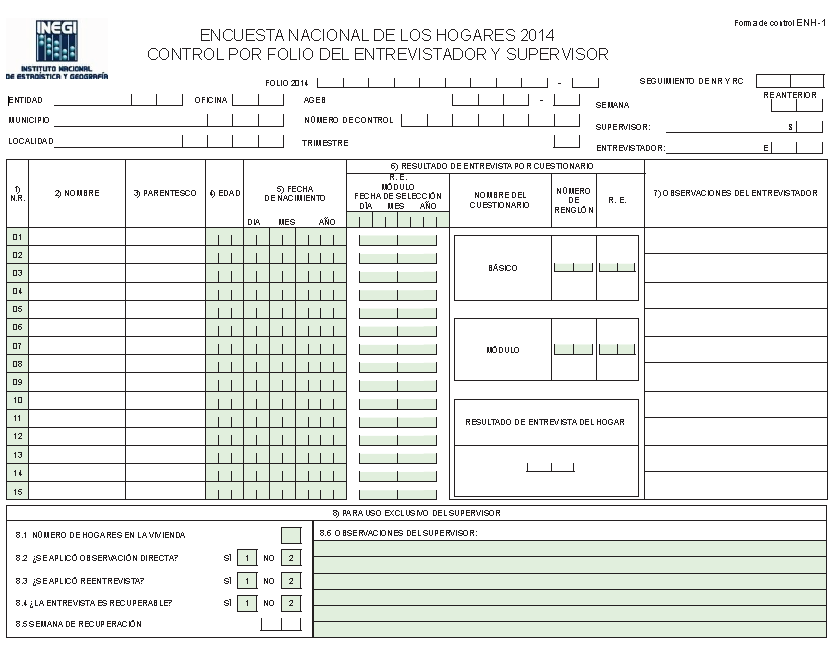 Forma de control ENH-1
INEGI
INSTITUTO NACIONAL
DE ESTADÍSTICA Y GEOGRAFÍA
ENCUESTA NACIONAL DE LOS HOGARES 2014
CONTROL POR FOLIO DEL ENTREVISTADOR Y SUPERVISOR
FOLIO 2014 -
SEGUIMIENTO DE NR Y RC
ENTIDAD OFICINA AGEB -
RE ANTERIOR
SEMANA
MUNICIPIO NÚMERO DE CONTROL
SUPERVISOR: S
LOCALIDAD TRIMESTRE
ENTREVISTADOR: E
1)
N.R.
2) NOMBRE
3) PARENTESCO
4) EDAD
5) FECHA
DE NACIMIENTO
DIA MES AÑO
6) RESULTADO DE ENTREVISTA POR CUESTIONARIO
R. E.
MÓDULO
FECHA DE SELECCIÓN
DÍA MES AÑO
NOMBRE DEL
CUESTIONARIO
NÚMERO
DE
RENGLÓN
R. E.
7) OBSERVACIONES DEL ENTREVISTADOR
01
02
03
04
05
06
07
08
09
10
11
12
13
14
15
BÁSICO
MÓDULO
RESULTADO DE ENTREVISTA DEL HOGAR
8) PARA USO EXCLUSIVO DEL SUPERVISOR
8.1 NÚMERO DE HOGARES EN LA VIVIENDA
8.2 ¿SE APLICÓ OBSERVACIÓN DIRECTA? SÍ 1 NO 2
8.3 ¿SE APLICÓ REENTREVISTA? SÍ 1 NO 2
8.4 ¿LA ENTREVISTA ES RECUPERABLE? SÍ 1 NO 2
8.5 SEMANA DE RECUPERACIÓN
8.6 OBSERVACIONES DEL SUPERVISOR: